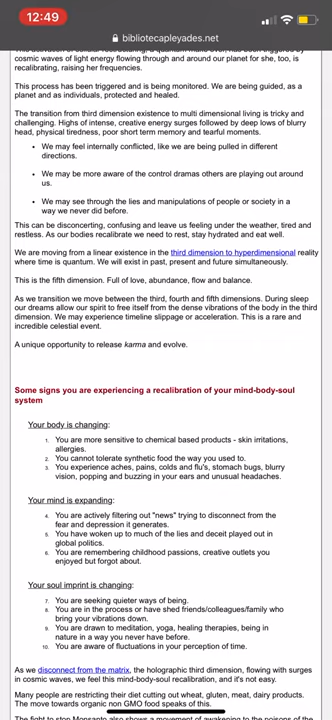 12:49
bibliotecapleyades.net
cosmic waves of light energy flowing through and around our planet for she, too, is
recalibrating, raising her frequencies.
This process has been triggered and is being monitored. We are being guided, as a
planet and as individuals, protected and healed.
The transition from third dimension existence to multi dimensional living is tricky and
challenging. Highs of intense, creative energy surges followed by deep lows of blurry
head, physical tiredness, poor short term memory and tearful moments.
• We may feel internally conflicted, like we are being pulled in different
directions.
• We may be more aware of the control dramas others are playing out around
us.
• We may see through the lies and manipulations of people or society in a
way we never did before.
This can be disconcerting, confusing and leave us feeling under the weather, tired and
restless. As our bodies recalibrate we need to rest, stay hydrated and eat well.
We are moving from a linear existence in the third dimension to hyperdimensional reality
where time is quantum. We will exist in past, present and future simultaneously.
This is the fifth dimension. Full of love, abundance, flow and balance.
As we transition we move between the third, fourth and fifth dimensions. During sleep
our dreams allow our spirit to free itself from the dense vibrations of the body in the third
dimension. We may experience timeline slippage or acceleration. This is a rare and
incredible celestial event.
A unique opportunity to release karma and evolve.
Some signs you are experiencing a recalibration of your mind-body-soul
system
Your body is changing:
1. You are more sensitive to chemical based products - skin irritations,
allergies.
2. You cannot tolerate synthetic food the way you used to.
3. You experience aches, pains, colds and flu's, stomach bugs, blurry
vision, popping and buzzing in your ears and unusual headaches.
Your mind is expanding:
4. You are actively filtering out "news" trying to disconnect from the
fear and depression it generates.
5. You have woken up to much of the lies and deceit played out in
global politics.
6. You are remembering childhood passions, creative outlets you
enjoyed but forgot about.
Your soul imprint is changing:
7. You are seeking quieter ways of being.
8. You are in the process or have shed friends/colleagues/family who
bring your vibrations down.
9. You are drawn to meditation, yoga, healing therapies, being in
nature in a way you never have before.
10. You are aware of fluctuations in your perception of time.
As we disconnect from the matrix, the holographic third dimension, flowing with surges
in cosmic waves, we feel this mind-body-soul recalibration, and it's not easy.
Many people are restricting their diet cutting out wheat, gluten, meat, dairy products.
The move towards organic non GMO food speaks of this.
The fight to stop Monsanto also shows a movement of awakening to the poisons of the